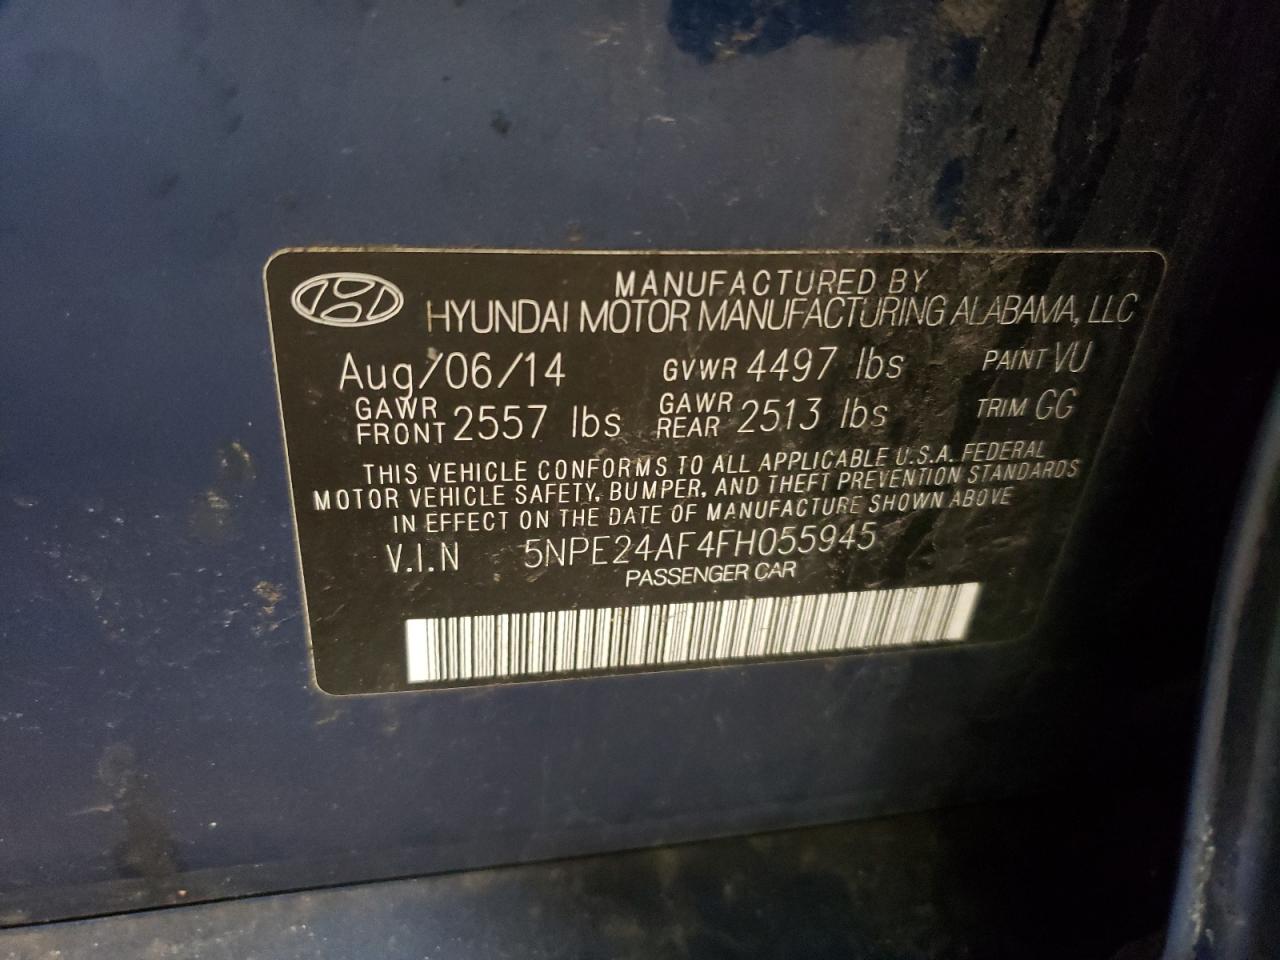 MANUFACTURED BY
HYUNDAI MOTOR MANUFACTURING ALABAMA, LLC
Aug/06/14 GVWR 4497 lbs PAINT VU
GAWR FRONT 2557 lbs GAWR REAR 2513 lbs TRIM GG
THIS VEHICLE CONFORMS TO ALL APPLICABLE U.S.A. FEDERAL
MOTOR VEHICLE SAFETY, BUMPER, AND THEFT PREVENTION STANDARDS
IN EFFECT ON THE DATE OF MANUFACTURE SHOWN ABOVE
V.I.N 5NPE24AF4FH055945
PASSENGER CAR